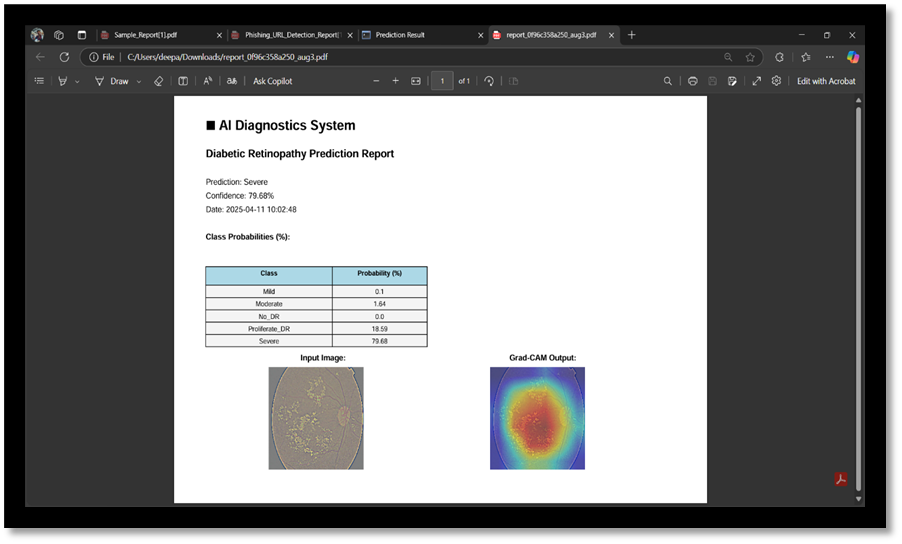 Sample_Report[1].pdf
Phishing_URL_Detection_Report[1
Prediction Result
report_0f96c358a250_aug3.pdf
File
C:/Users/deepa/Downloads/report_0f96c358a250_aug3.pdf
Draw
Ask Copilot
1 of 1
Edit with Acrobat
AI Diagnostics System
Diabetic Retinopathy Prediction Report
Prediction: Severe
Confidence: 79.68%
Date: 2025-04-11 10:02:48
Class Probabilities (%):
Class Probability (%)
Mild 0.1
Moderate 1.64
No_DR 0.0
Proliferate_DR 18.59
Severe 79.68
Input Image: Grad-CAM Output: